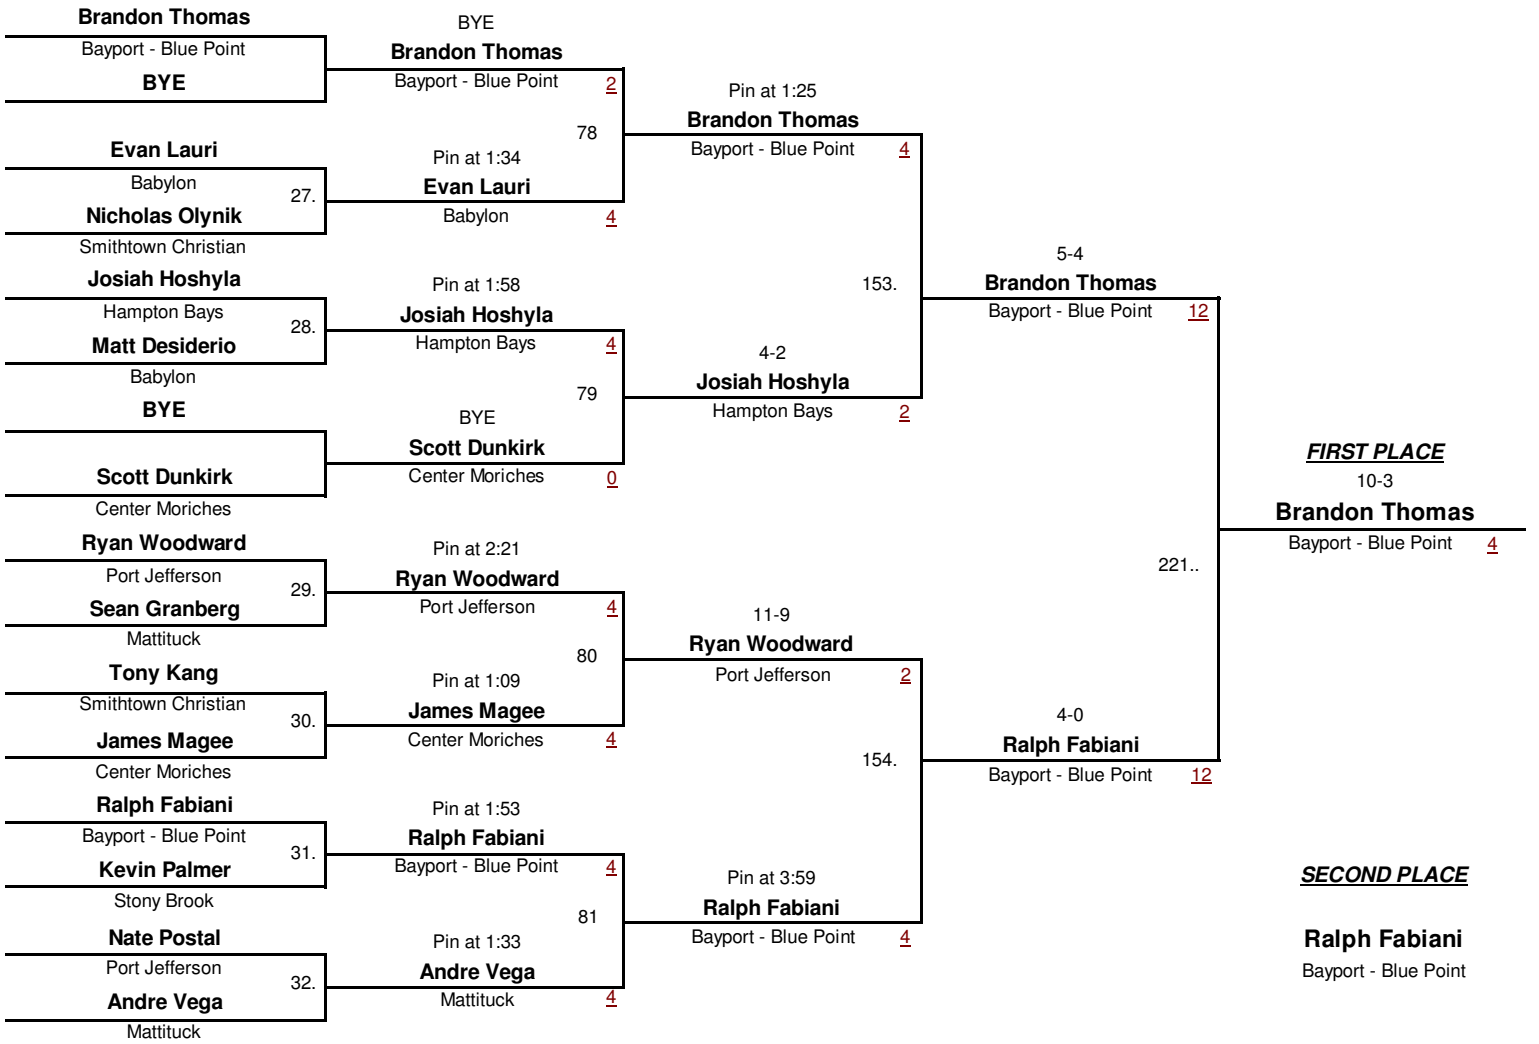 Brandon Thomas
Bayport - Blue Point
BYE
Evan Lauri
Babylon
27.
Nicholas Olynik
Smithtown Christian
Josiah Hoshyla
Hampton Bays
28.
Matt Desiderio
Babylon
BYE
Scott Dunkirk
Center Moriches
Ryan Woodward
Port Jefferson
29.
Sean Granberg
Mattituck
Tony Kang
Smithtown Christian
30.
James Magee
Center Moriches
Ralph Fabiani
Bayport - Blue Point
31.
Kevin Palmer
Stony Brook
Nate Postal
Port Jefferson
32.
Andre Vega
Mattituck
BYE
Brandon Thomas
Bayport - Blue Point 2
78
Pin at 1:34
Evan Lauri
Babylon 4
Pin at 1:58
Josiah Hoshyla
Hampton Bays 4
79
BYE
Scott Dunkirk
Center Moriches 0
Pin at 2:21
Ryan Woodward
Port Jefferson 4
80
Pin at 1:09
James Magee
Center Moriches 4
Pin at 1:53
Ralph Fabiani
Bayport - Blue Point 4
81
Pin at 1:33
Andre Vega
Mattituck 4
Pin at 1:25
Brandon Thomas
Bayport - Blue Point 4
153.
4-2
Josiah Hoshyla
Hampton Bays 2
11-9
Ryan Woodward
Port Jefferson 2
154.
Pin at 3:59
Ralph Fabiani
Bayport - Blue Point 4
5-4
Brandon Thomas
Bayport - Blue Point 12
221..
4-0
Ralph Fabiani
Bayport - Blue Point 12
FIRST PLACE
10-3
Brandon Thomas
Bayport - Blue Point 4
SECOND PLACE
Ralph Fabiani
Bayport - Blue Point